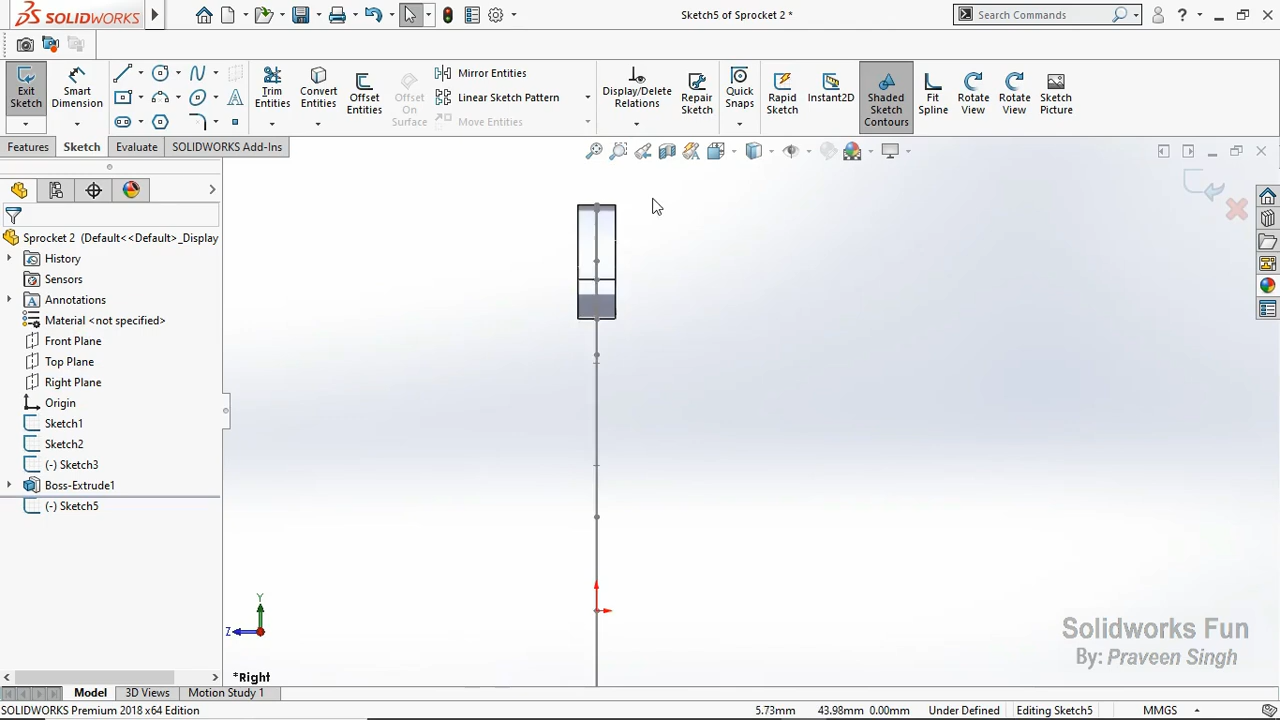 SOLIDWORKS
Sketch5 of Sprocket 2 *
Search Commands
Exit Sketch
Smart Dimension
Trim Entities
Convert Entities
Offset Entities
Offset On Surface
Mirror Entities
Linear Sketch Pattern
Move Entities
Display/Delete Relations
Repair Sketch
Quick Snaps
Rapid Sketch
Instant2D
Shaded Sketch Contours
Fit Spline
Rotate View
Rotate View
Sketch Picture
Features
Sketch
Evaluate
SOLIDWORKS Add-Ins
Sprocket 2 (Default<<Default>_Display
History
Sensors
Annotations
Material <not specified>
Front Plane
Top Plane
Right Plane
Origin
Sketch1
Sketch2
(-) Sketch3
Boss-Extrude1
(-) Sketch5
Y
Z
*Right
Solidworks Fun
By: Praveen Singh
Model
3D Views
Motion Study 1
SOLIDWORKS Premium 2018 x64 Edition
5.73mm
43.98mm 0.00mm
Under Defined
Editing Sketch5
MMGS